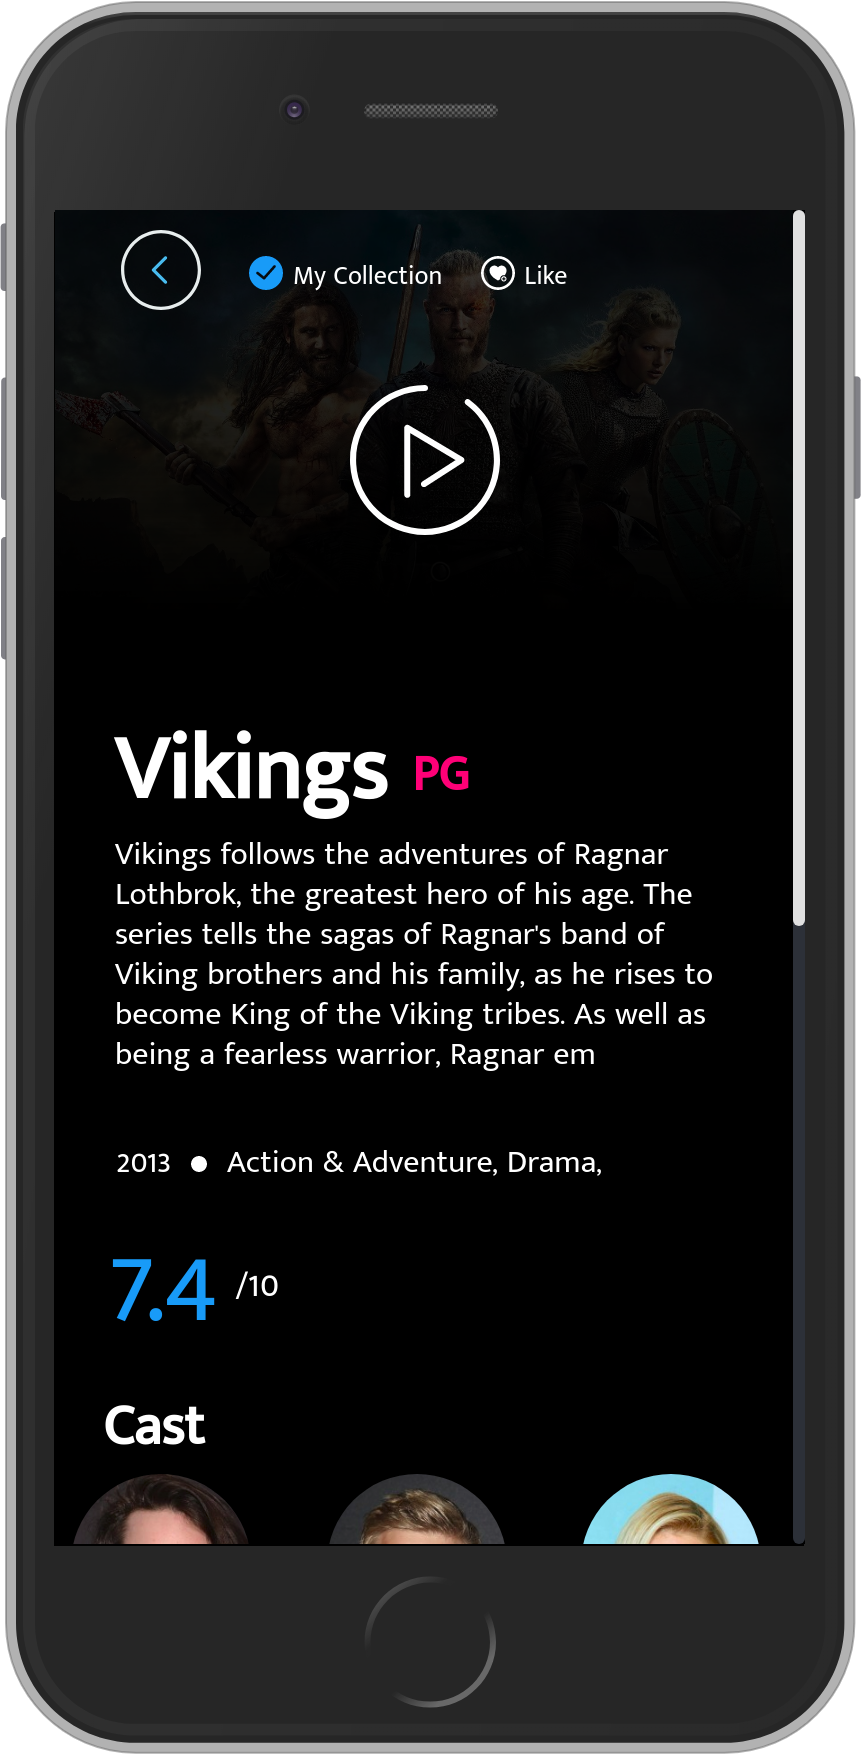 My Collection Like
Vikings PG
Vikings follows the adventures of Ragnar
Lothbrok, the greatest hero of his age. The
series tells the sagas of Ragnar's band of
Viking brothers and his family, as he rises to
become King of the Viking tribes. As well as
being a fearless warrior, Ragnar em
2013 ● Action & Adventure, Drama,
7.4 /10
Cast